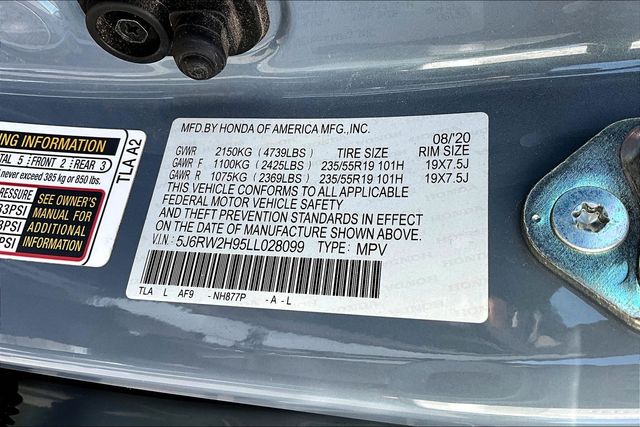 MFD.BY HONDA OF AMERICA MFG.,INC.
08/'20
GVWR 2150KG (4739LBS) TIRE SIZE RIM SIZE
GAWR F 1100KG (2425LBS) 235/55R19 101H 19X7.5J
GAWR R 1075KG (2369LBS) 235/55R19 101H 19X7.5J
THIS VEHICLE CONFORMS TO ALL APPLICABLE
FEDERAL MOTOR VEHICLE SAFETY
AND THEFT PREVENTION STANDARDS IN EFFECT
ON THE DATE OF MANUFACTURE SHOWN ABOVE.
V.I.N: 5J6RW2H95LL028099 TYPE: MPV
TLA L AF9 - NH877P - A - L
INFORMATION
TAL 5 FRONT 2 REAR 3
never exceed 385 kg or 850 lbs.
PRESSURE
33PSI
PSI
PSI
SEE OWNER'S
MANUAL FOR
ADDITIONAL
INFORMATION
TLA A2